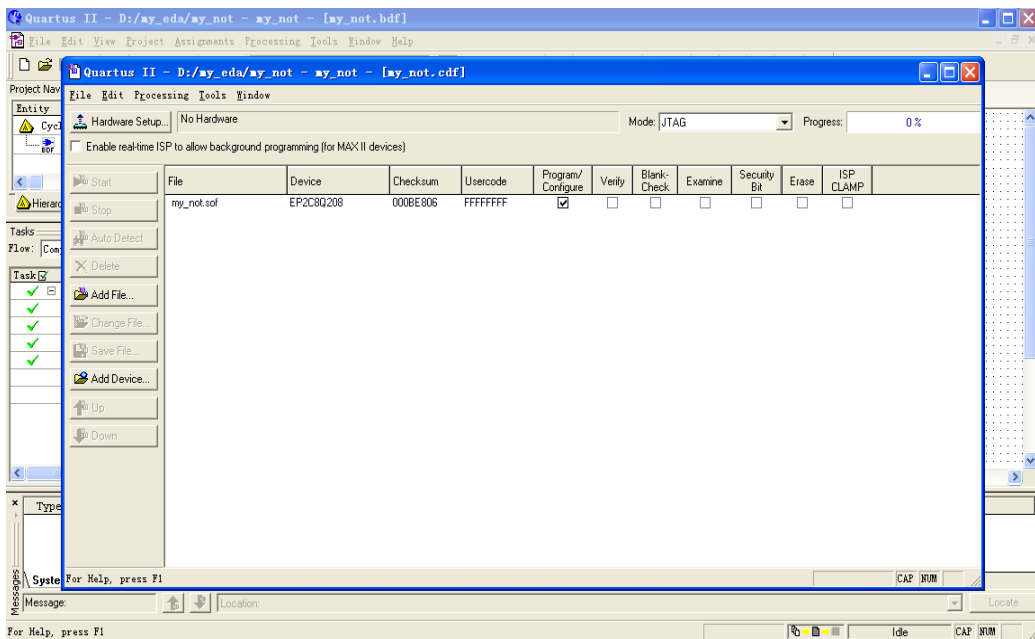 Quartus II - D:/my_eda/my_not - my_not - [my_not.bdf]
File Edit View Project Assignments Processing Tools Window Help
Quartus II - D:/my_eda/my_not - my_not - [my_not.cdf]
File Edit Processing Tools Window
Hardware Setup... No Hardware Mode: JTAG Progress: 0 %
Enable real-time ISP to allow background programming (for MAX II devices)
Start
Stop
Auto Detect
Delete
Add File...
Change File...
Save File...
Add Device...
Up
Down
File Device Checksum Usercode Program/Configure Verify Blank-Check Examine Security Bit Erase ISP CLAMP
my_not.sof EP2C8Q208 000BE806 FFFFFFFF
For Help, press F1 CAP NUM
Project Nav
Entity
Cycl
BDF
Hierarc
Tasks
Flow: Com
Task
Type
Syste
Messages
Message: Location: Locate
For Help, press F1 Idle CAP NUM